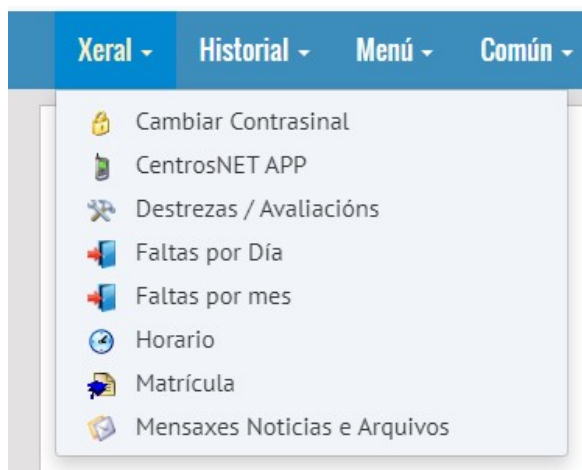 Xeral Historial Menú Común
Cambiar Contrasinal
CentrosNET APP
Destrezas / Avaliacións
Faltas por Día
Faltas por mes
Horario
Matrícula
Mensaxes Noticias e Arquivos